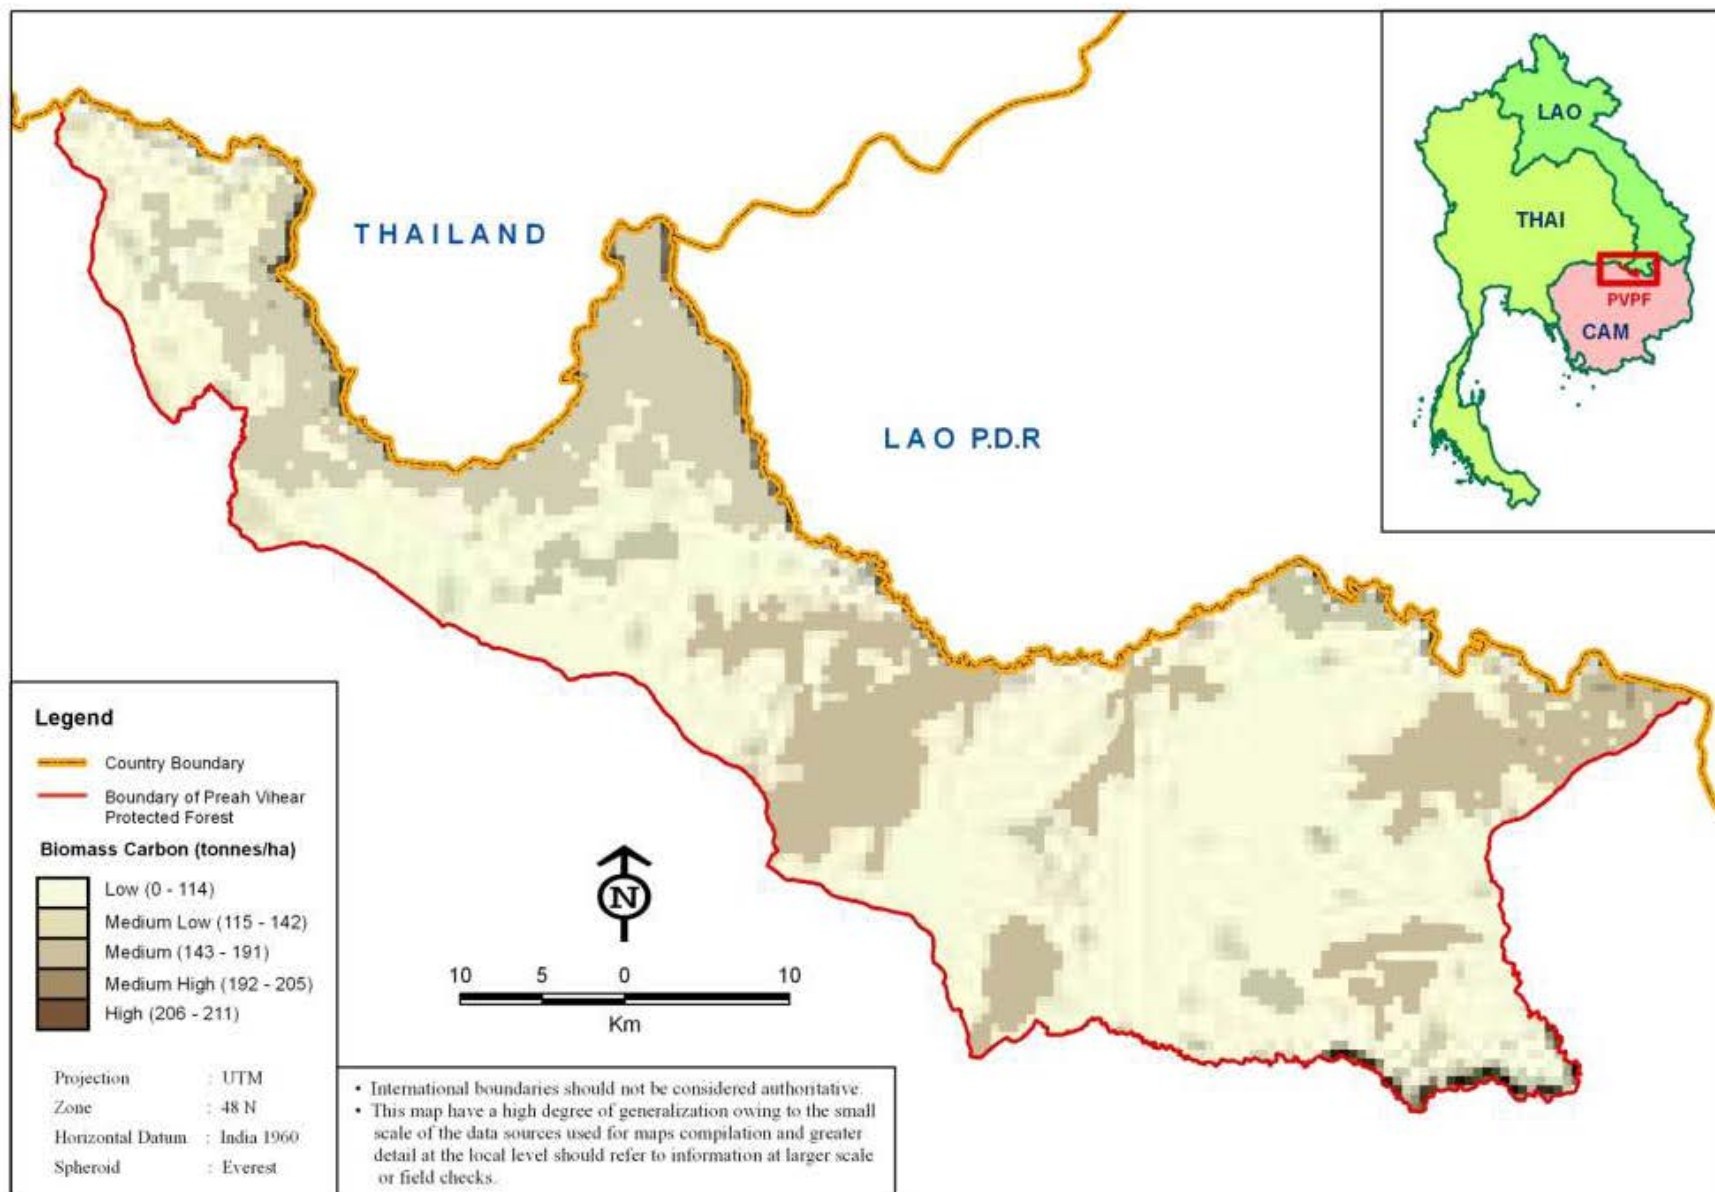 THAILAND
LAO P.D.R
LAO
THAI
PVPF
CAM
Legend
Country Boundary
Boundary of Preah Vihear
Protected Forest
Biomass Carbon (tonnes/ha)
Low (0 - 114)
Medium Low (115 - 142)
Medium (143 - 191)
Medium High (192 - 205)
High (206 - 211)
Projection : UTM
Zone : 48 N
Horizontal Datum : India 1960
Spheroid : Everest
N
10 5 0 10
Km
• International boundaries should not be considered authoritative.
• This map have a high degree of generalization owing to the small
scale of the data sources used for maps compilation and greater
detail at the local level should refer to information at larger scale
or field checks.